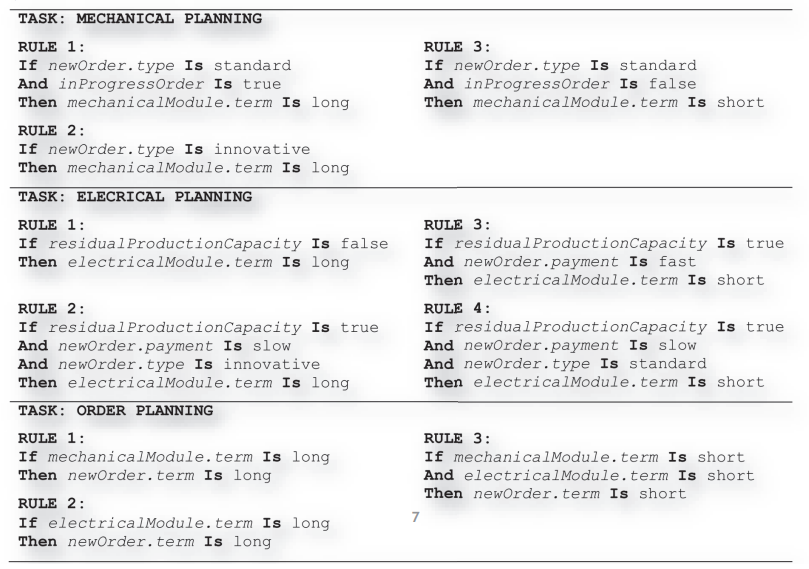 TASK: MECHANICAL PLANNING
RULE 1:
If newOrder.type Is standard
And inProgressOrder Is true
Then mechanicalModule.term Is long
RULE 2:
If newOrder.type Is innovative
Then mechanicalModule.term Is long
RULE 3:
If newOrder.type Is standard
And inProgressOrder Is false
Then mechanicalModule.term Is short
TASK: ELECRICAL PLANNING
RULE 1:
If residualProductionCapacity Is false
Then electricalModule.term Is long
RULE 2:
If residualProductionCapacity Is true
And newOrder.payment Is slow
And newOrder.type Is innovative
Then electricalModule.term Is long
RULE 3:
If residualProductionCapacity Is true
And newOrder.payment Is fast
Then electricalModule.term Is short
RULE 4:
If residualProductionCapacity Is true
And newOrder.payment Is slow
And newOrder.type Is standard
Then electricalModule.term Is short
TASK: ORDER PLANNING
RULE 1:
If mechanicalModule.term Is long
Then newOrder.term Is long
RULE 2:
If electricalModule.term Is long
Then newOrder.term Is long
RULE 3:
If mechanicalModule.term Is short
And electricalModule.term Is short
Then newOrder.term Is short
7